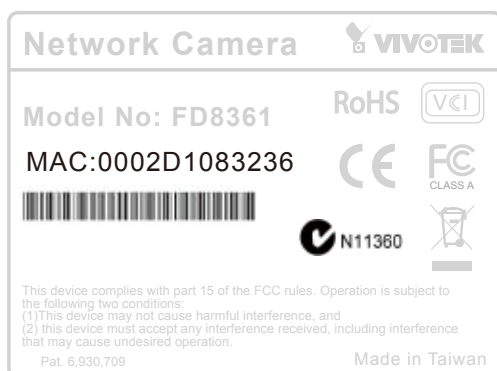 Network Camera VIVOTEK
Model No: FD8361 RoHS VCI
MAC:0002D1083236
FC
CLASS A
N11360
This device complies with part 15 of the FCC rules. Operation is subject to
the following two conditions:
(1)This device may not cause harmful interference, and
(2) this device must accept any interference received, including interference
that may cause undesired operation.
Pat. 6,930,709 Made in Taiwan